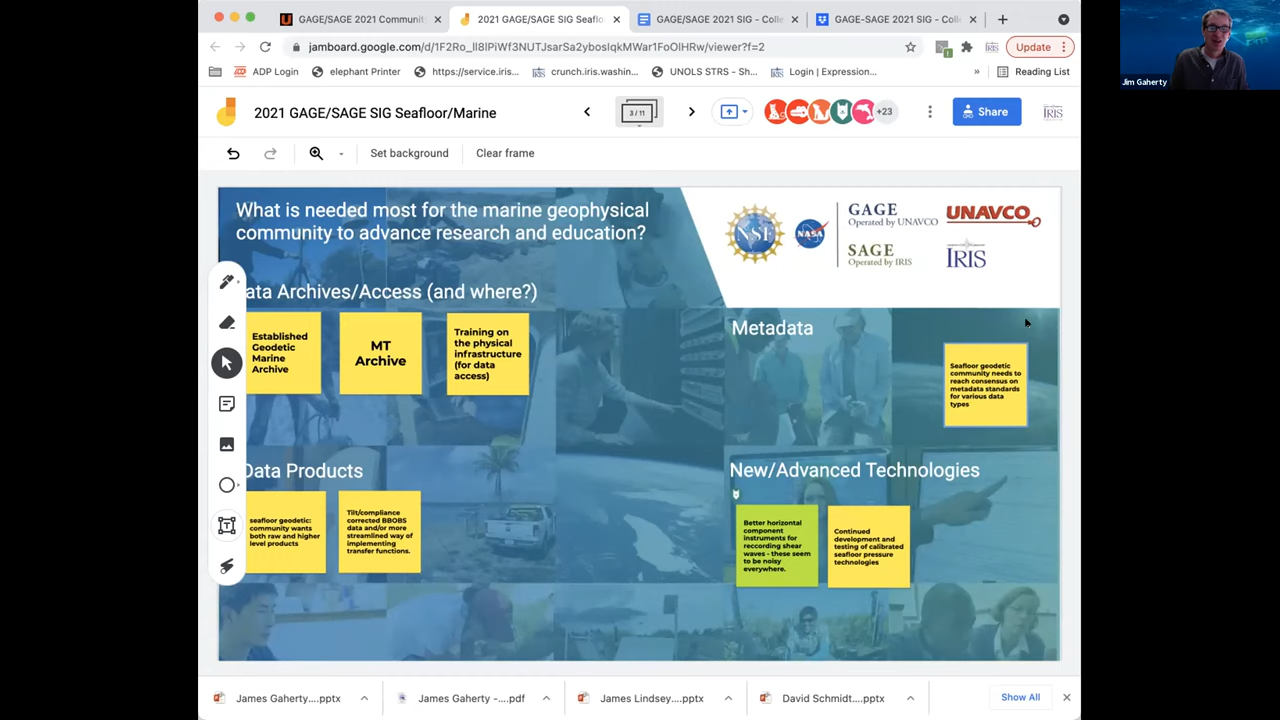 GAGE/SAGE 2021 Communit
2021 GAGE/SAGE SIG Seaflo
GAGE/SAGE 2021 SIG - Colle
GAGE-SAGE 2021 SIG - Colle
jamboard.google.com/d/1F2Ro_lI8lPiWf3NUTJsarSa2ybosIqkMWar1FoOlHRw/viewer?f=2
Update
ADP Login
elephant Printer
https://service.iris...
crunch.iris.washin...
UNOLS STRS - Sh...
Login | Expression...
»
Reading List
Jim Gaherty
2021 GAGE/SAGE SIG Seafloor/Marine
3 / 11
+23
Share
IRIS
Set background
Clear frame
What is needed most for the marine geophysical
community to advance research and education?
NSF
NASA
GAGE
Operated by UNAVCO
SAGE
Operated by IRIS
UNAVCO
IRIS
ata Archives/Access (and where?)
Established
Geodetic
Marine
Archive
MT
Archive
Training on
the physical
infrastructure
(for data
access)
Metadata
Seafloor geodetic
community needs to
reach consensus on
metadata standards
for various data
types
Data Products
seafloor geodetic:
community wants
both raw and higher
level products
Tilt/compliance
corrected BBOBS
data and/or more
streamlined way of
implementing
transfer functions.
New/Advanced Technologies
Better horizontal
component
instruments for
reccording shear
waves - these seem
to be noisy
everywhere.
Continued
development and
testing of calibrated
seafloor pressure
technologies
James Gaherty....pptx
James Gaherty -....pdf
James Lindsey....pptx
David Schmidt....pptx
Show All